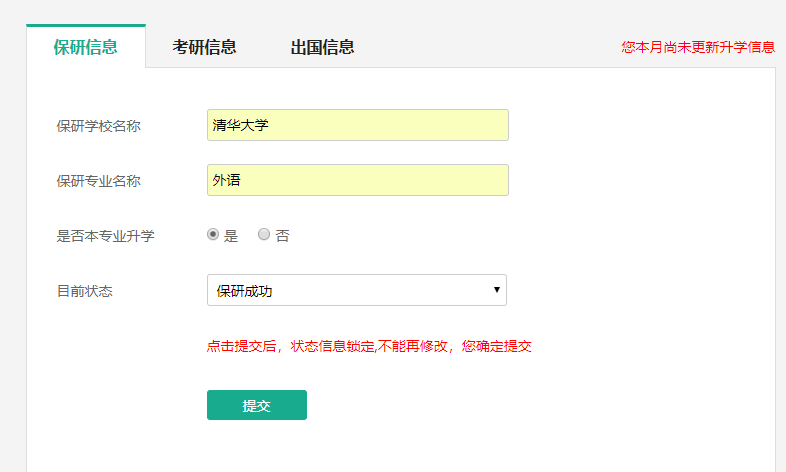 保研信息 考研信息 出国信息 您本月尚未更新升学信息
保研学校名称 清华大学
保研专业名称 外语
是否本专业升学 是 否
目前状态 保研成功
点击提交后，状态信息锁定,不能再修改，您确定提交
提交